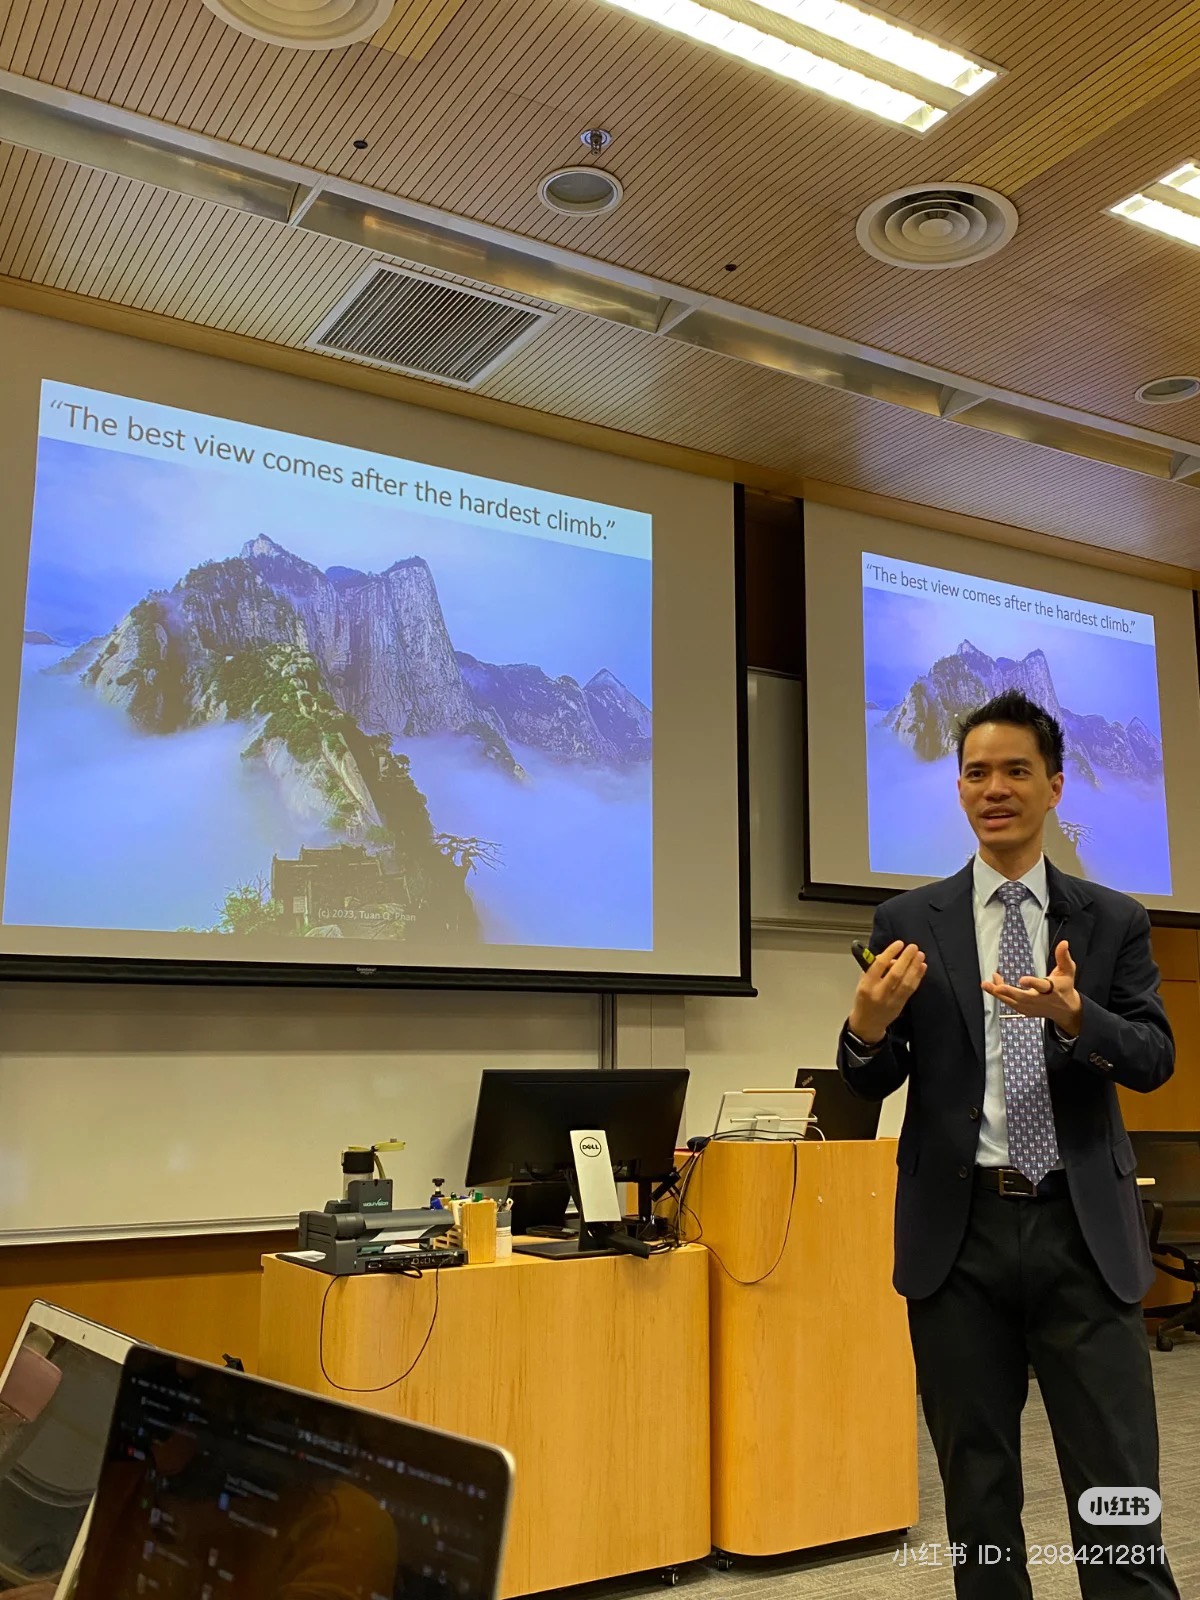 “The best view comes after the hardest climb.”
“The best view comes after the hardest climb.”
(c) 2023, Tuan Q. Phan
DELL
小红书
小红书 ID: 2984212811